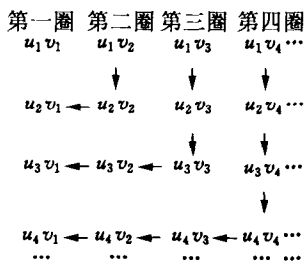 第一圈 第二圈 第三圈 第四圈
u₁v₁ u₁v₂ u₁v₃ u₁v₄ ⋯
↓ ↓ ↓
u₂v₁ ← u₂v₂ u₂v₃ u₂v₄ ⋯
↓ ↓
u₃v₁ ← u₃v₂ ← u₃v₃ u₃v₄ ⋯
↓
u₄v₁ ← u₄v₂ ← u₄v₃ ← u₄v₄ ⋯
⋯ ⋯ ⋯ ⋯ ⋯